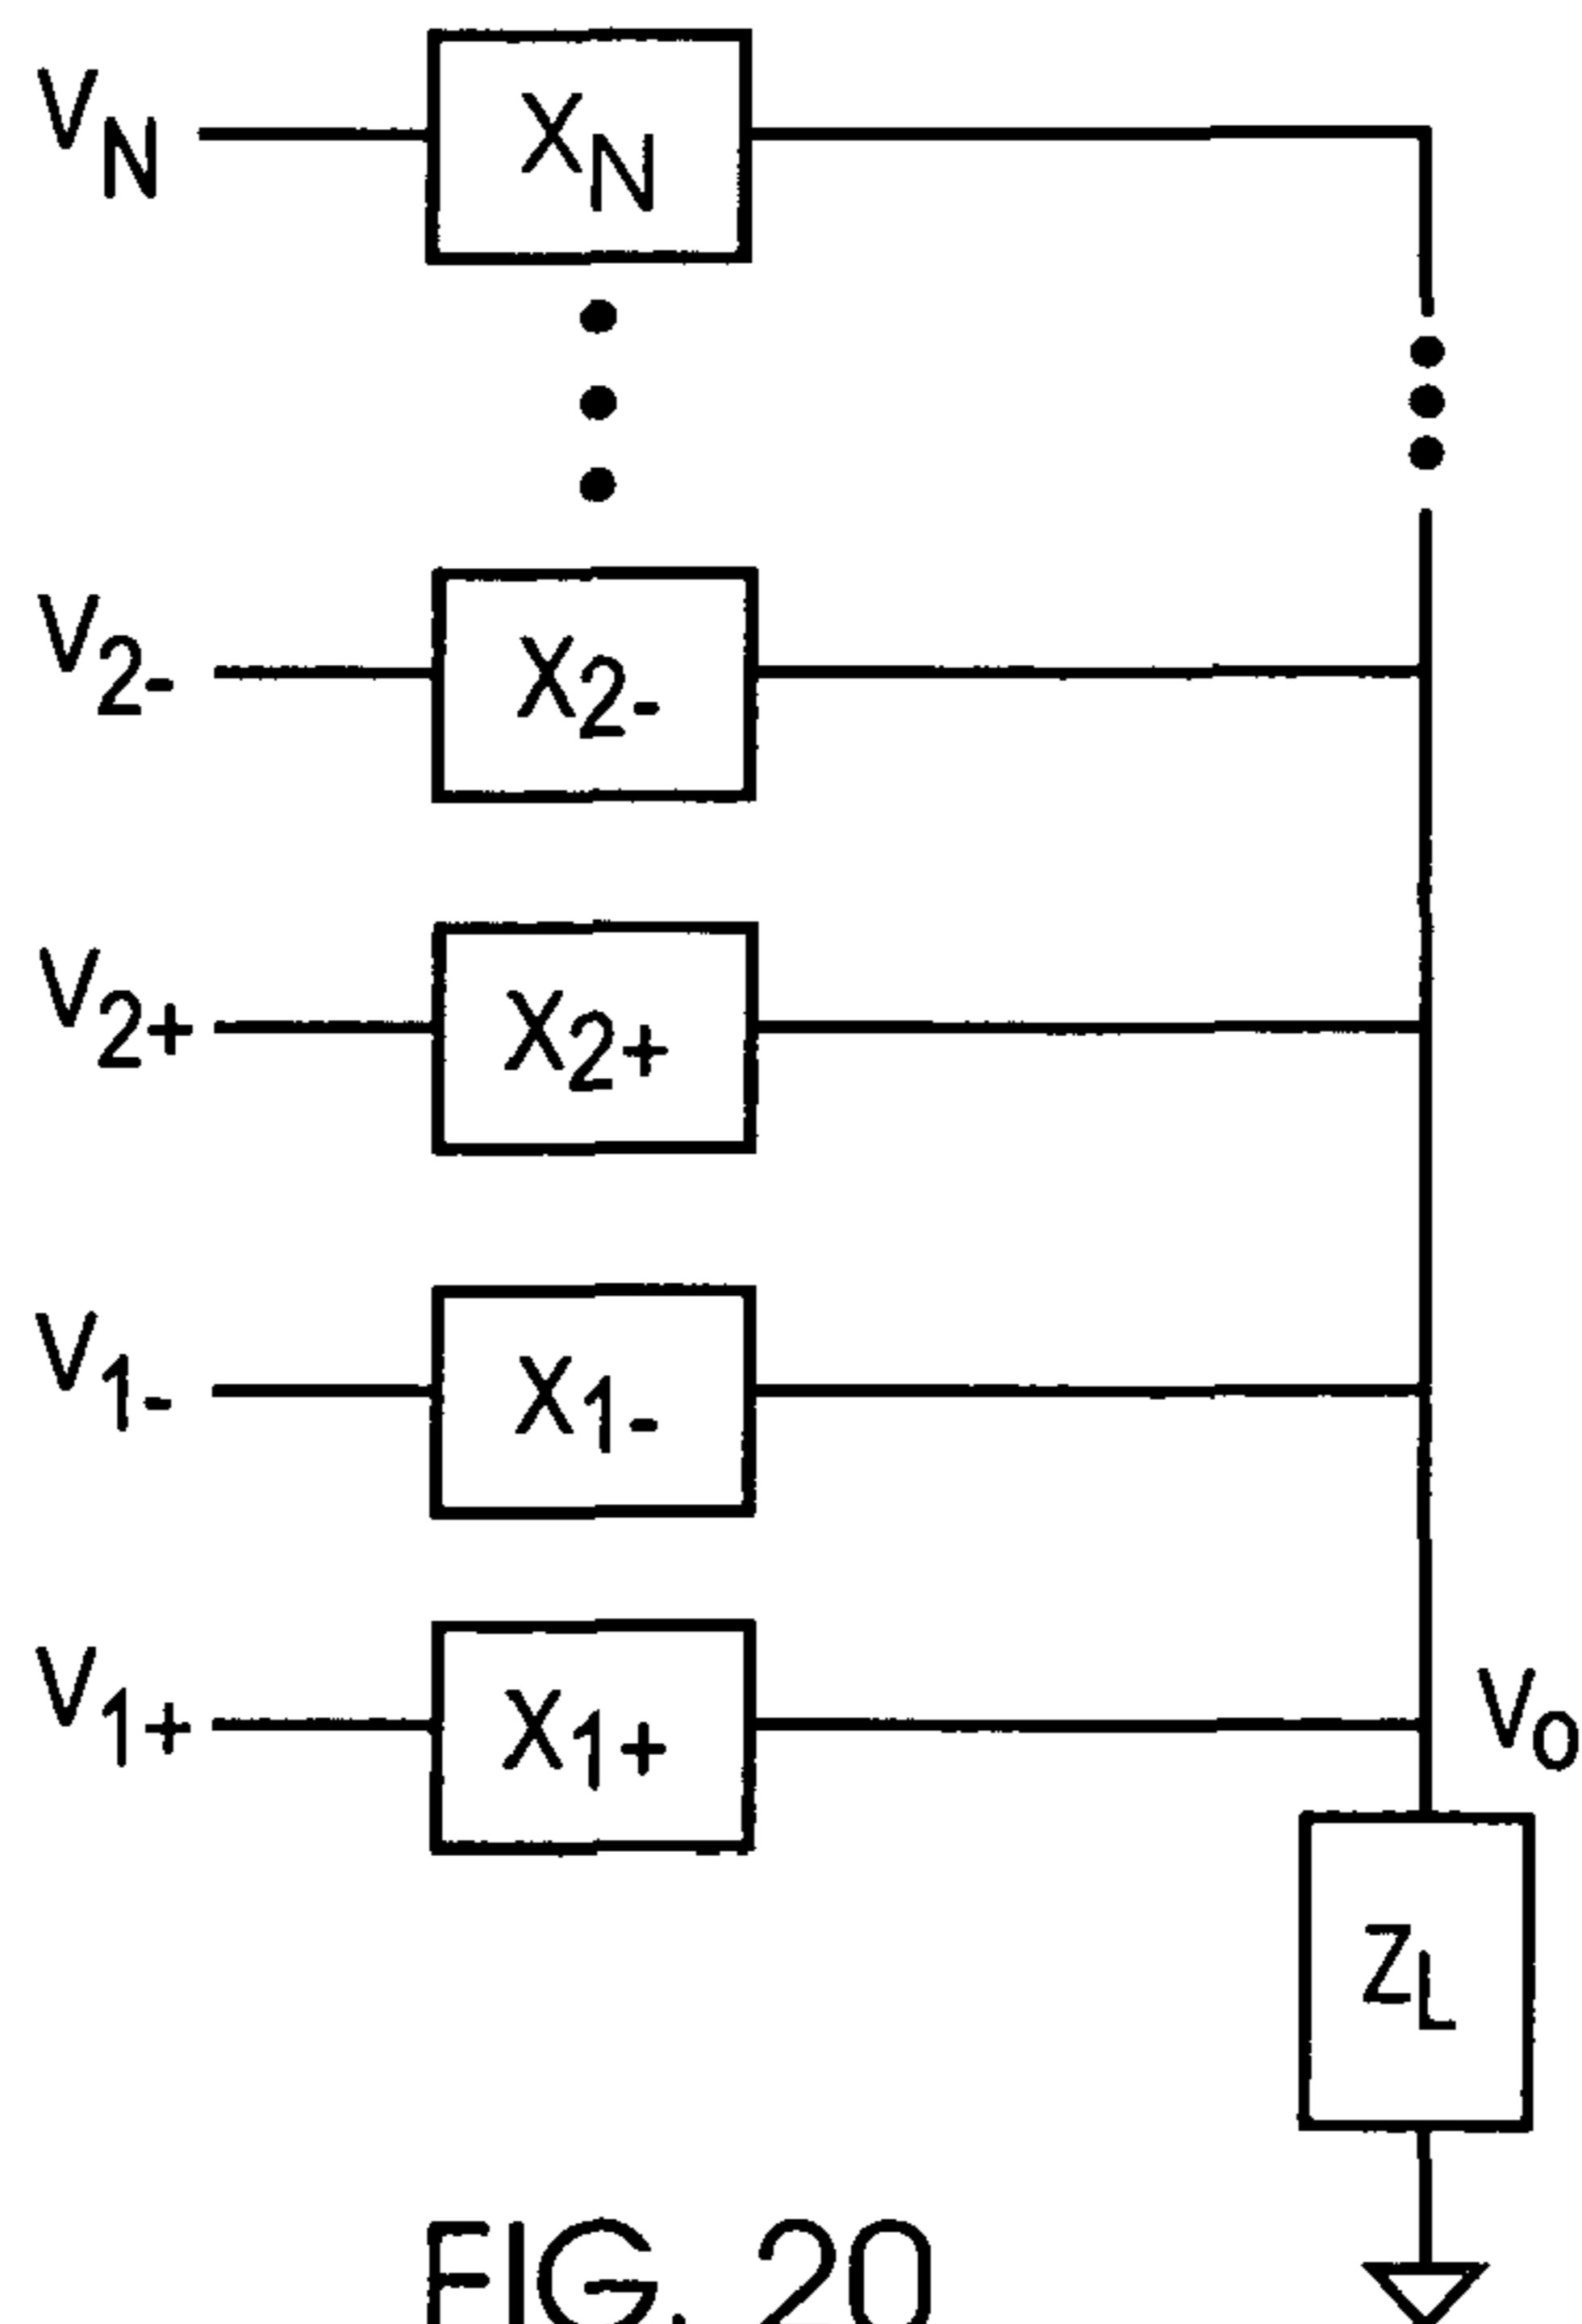 VN XN
V2- X2-
V2+ X2+
V1- X1-
V1+ X1+
VO
ZL
FIG. 20